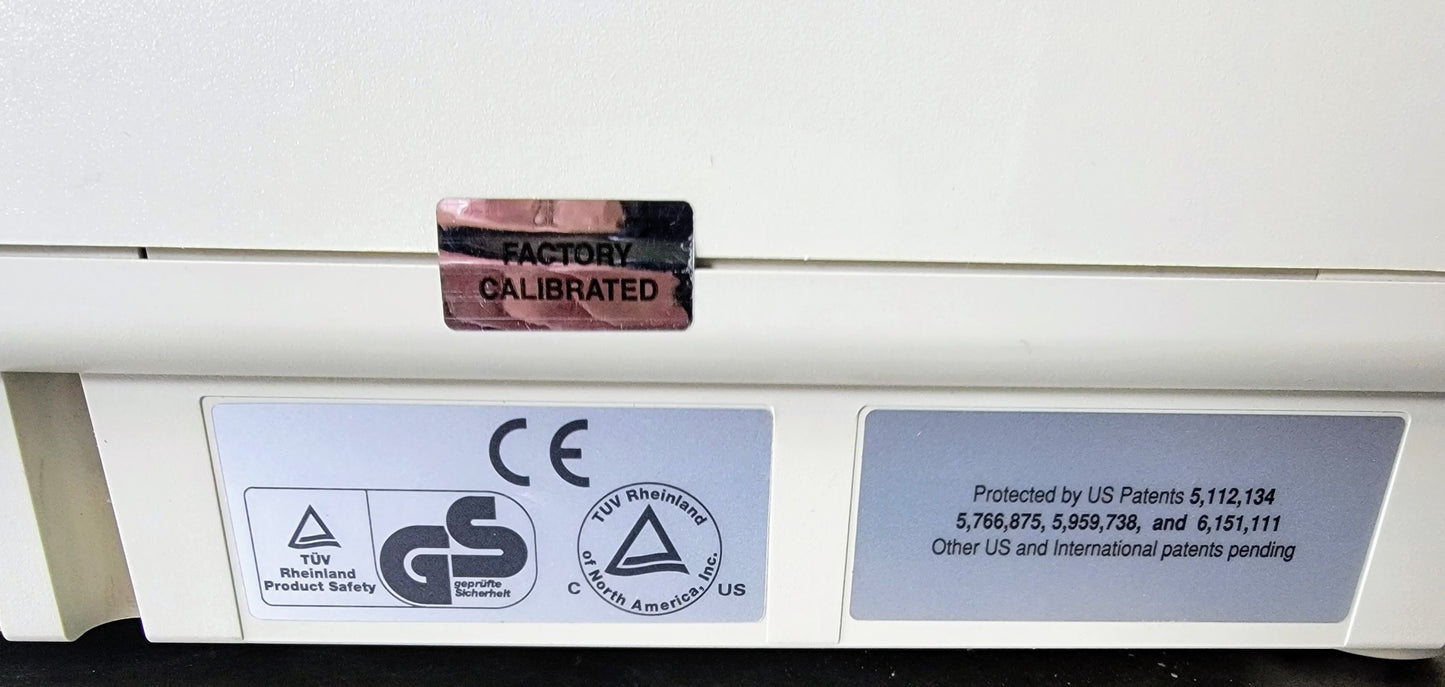 FACTORY
CALIBRATED
CE
TÜV
Rheinland
Product Safety
GS
geprüfte
Sicherheit
TÜV Rheinland
of North America, Inc.
C US
Protected by US Patents 5,112,134
5,766,875, 5,959,738, and 6,151,111
Other US and International patents pending